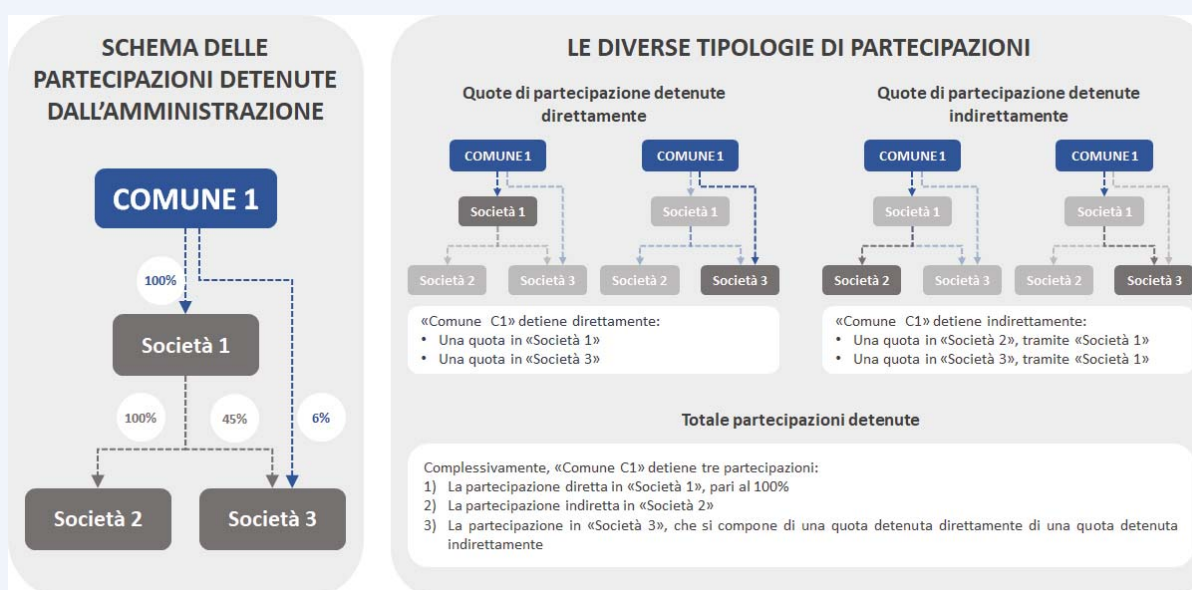 SCHEMA DELLE
PARTECIPAZIONI DETENUTE
DALL'AMMINISTRAZIONE
COMUNE 1
100%
Società 1
100%
45%
6%
Società 2
Società 3
LE DIVERSE TIPOLOGIE DI PARTECIPAZIONI
Quote di partecipazione detenute
direttamente
COMUNE 1
COMUNE 1
Società 1
Società 1
Società 2
Società 3
Società 2
Società 3
«Comune C1» detiene direttamente:
• Una quota in «Società 1»
• Una quota in «Società 3»
Quote di partecipazione detenute
indirettamente
COMUNE 1
COMUNE 1
Società 1
Società 1
Società 2
Società 3
Società 2
Società 3
«Comune C1» detiene indirettamente:
• Una quota in «Società 2», tramite «Società 1»
• Una quota in «Società 3», tramite «Società 1»
Totale partecipazioni detenute
Complessivamente, «Comune C1» detiene tre partecipazioni:
1) La partecipazione diretta in «Società 1», pari al 100%
2) La partecipazione indiretta in «Società 2»
3) La partecipazione in «Società 3», che si compone di una quota detenuta direttamente di una quota detenuta
indirettamente